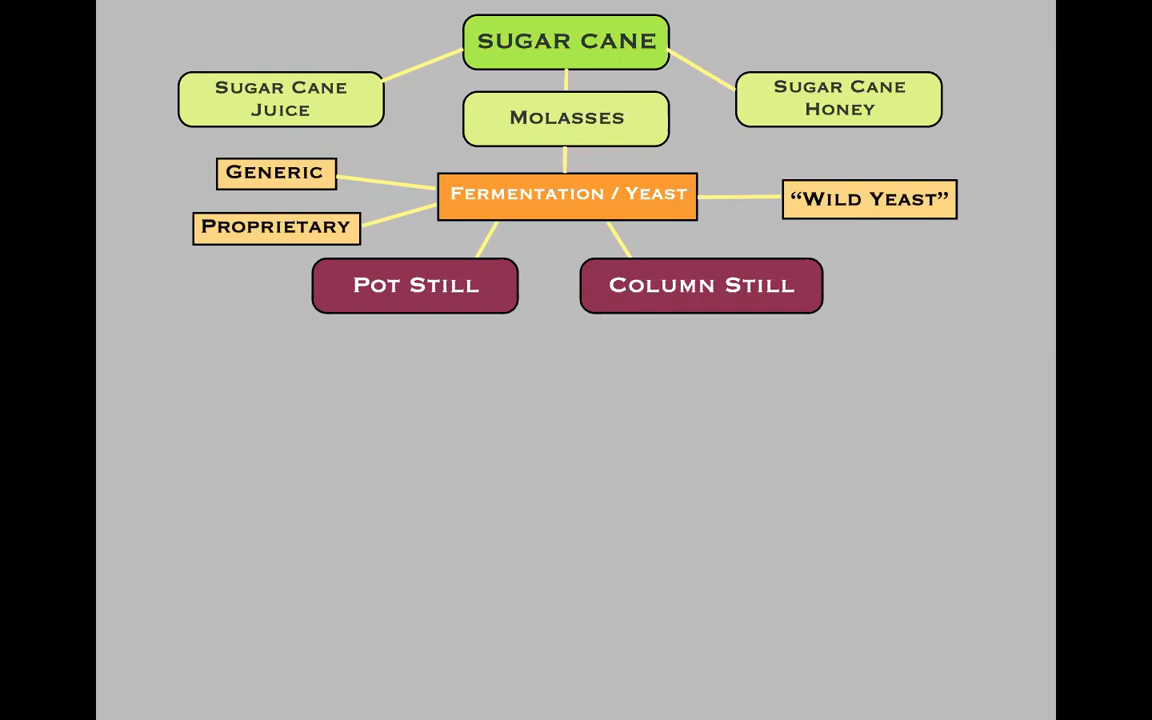 SUGAR CANE
SUGAR CANE
JUICE
MOLASSES
SUGAR CANE
HONEY
GENERIC
PROPRIETARY
FERMENTATION / YEAST
“WILD YEAST”
POT STILL
COLUMN STILL